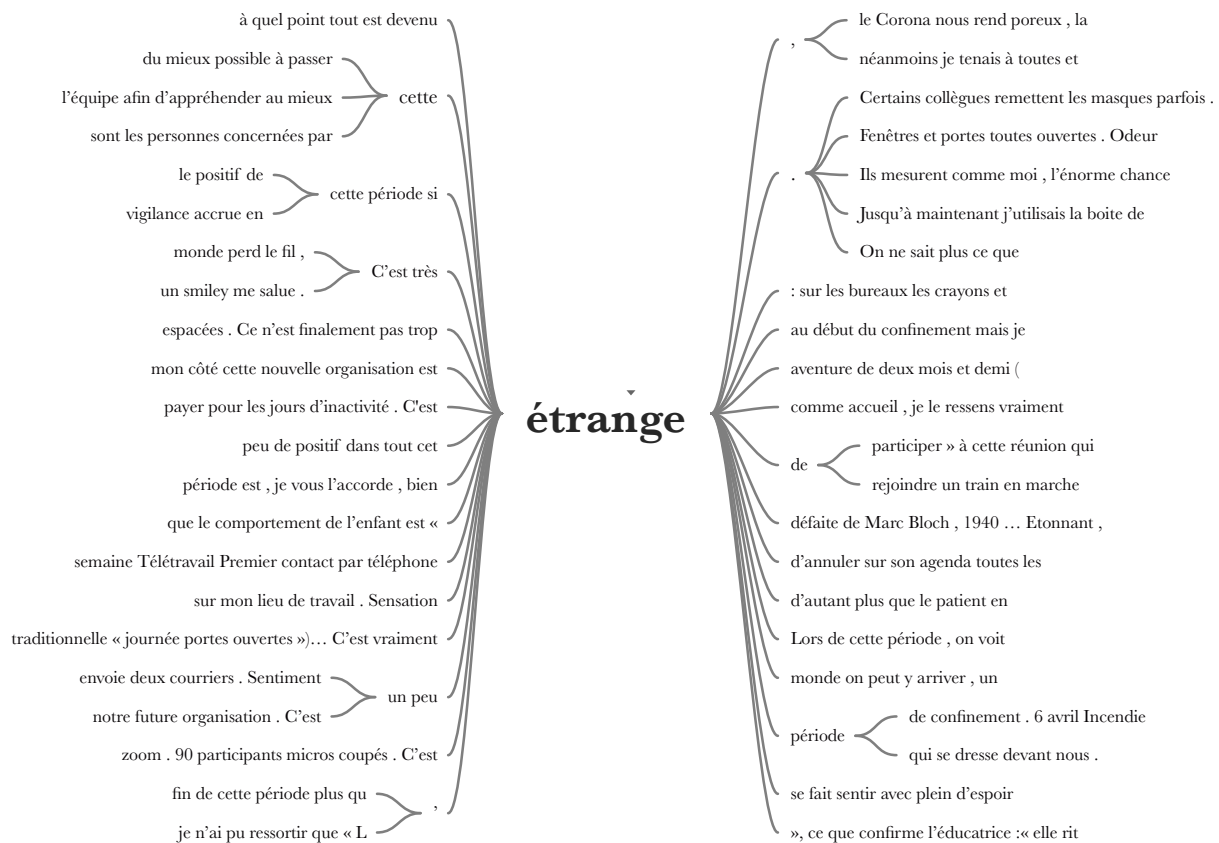 à quel point tout est devenu
du mieux possible à passer
l'équipe afin d'appréhender au mieux
cette
sont les personnes concernées par
le positif de
cette période si
vigilance accrue en
monde perd le fil ,
C'est très
un smiley me salue .
espacées . Ce n'est finalement pas trop
mon côté cette nouvelle organisation est
payer pour les jours d'inactivité . C'est
peu de positif dans tout cet
période est , je vous l'accorde , bien
que le comportement de l'enfant est «
semaine Télétravail Premier contact par téléphone
sur mon lieu de travail . Sensation
traditionnelle « journée portes ouvertes »)… C'est vraiment
envoie deux courriers . Sentiment
un peu
notre future organisation . C'est
zoom . 90 participants micros coupés . C'est
fin de cette période plus qu
'
je n'ai pu ressortir que « L
étrange
le Corona nous rend poreux , la
,
néanmoins je tenais à toutes et
Certains collègues remettent les masques parfois .
Fenêtres et portes toutes ouvertes . Odeur
.
Ils mesurent comme moi , l'énorme chance
Jusqu'à maintenant j'utilisais la boite de
On ne sait plus ce que
: sur les bureaux les crayons et
au début du confinement mais je
aventure de deux mois et demi (
comme accueil , je le ressens vraiment
participer » à cette réunion qui
de
rejoindre un train en marche
défaite de Marc Bloch , 1940 … Etonnant ,
d'annuler sur son agenda toutes les
d'autant plus que le patient en
Lors de cette période , on voit
monde on peut y arriver , un
de confinement . 6 avril Incendie
période
qui se dresse devant nous .
se fait sentir avec plein d'espoir
», ce que confirme l'éducatrice :« elle rit